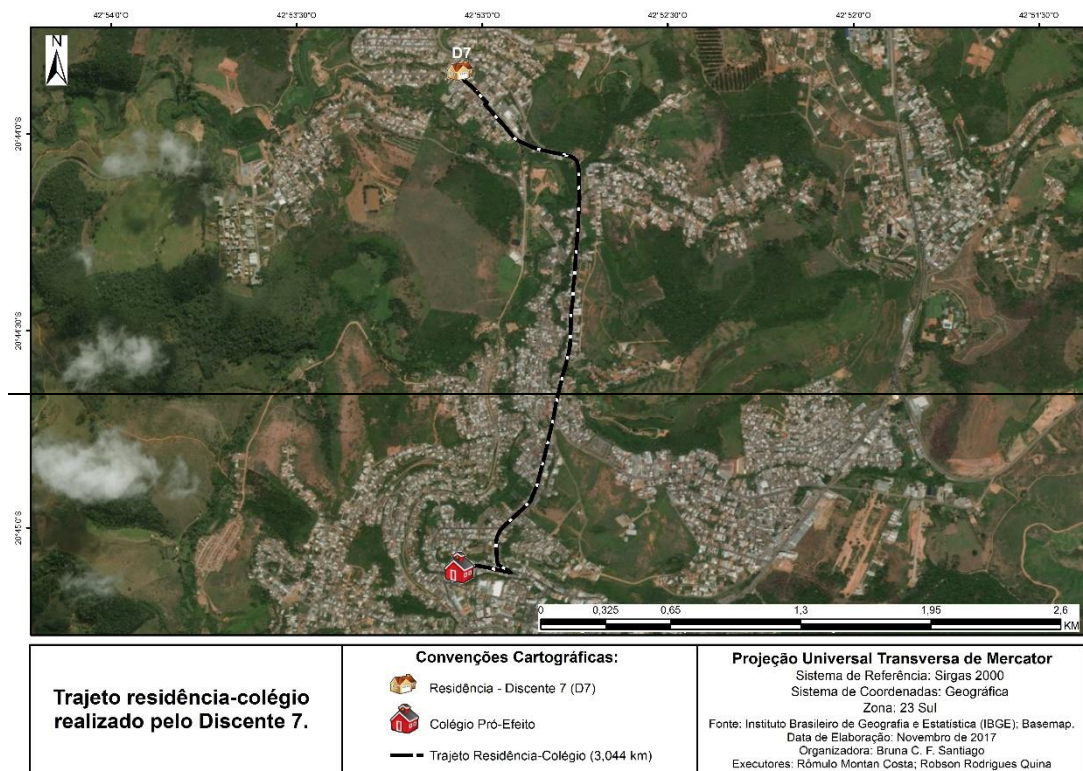 42°54'0"
42°53'30"O
42°53'0"O
42°52'30"O
42°52'0"O
42°51'30"O
N
D7
20°44'0"S
20°44'30"S
20°45'0"S
0 0,325 0,65 1,3 1,95 2,6
KM
Trajeto residência-colégio
realizado pelo Discente 7.
Convenções Cartográficas:
Residência - Discente 7 (D7)
Colégio Pró-Efeito
Trajeto Residência-Colégio (3,044 km)
Projeção Universal Transversa de Mercator
Sistema de Referência: Sirgas 2000
Sistema de Coordenadas: Geográfica
Zona: 23 Sul
Fonte: Instituto Brasileiro de Geografia e Estatística (IBGE); Basemap.
Data de Elaboração: Novembro de 2017
Organizadora: Bruna C. F. Santiago
Executores: Rômulo Montan Costa; Robson Rodrigues Quina